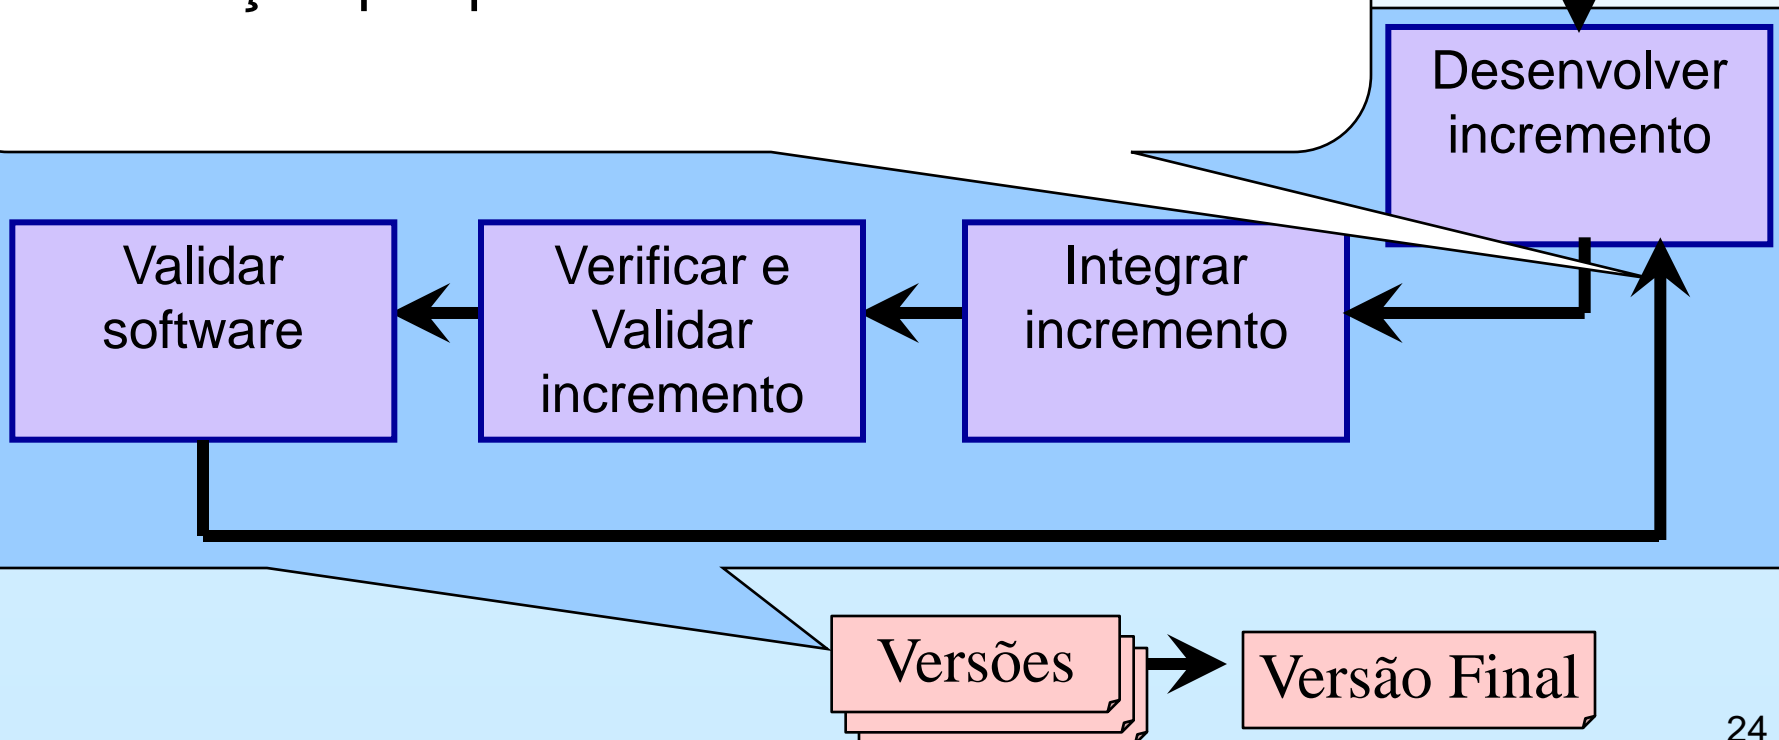 Desenvolver
incremento
Validar
software
Verificar e
Validar
incremento
Integrar
incremento
Versões
Versão Final
24